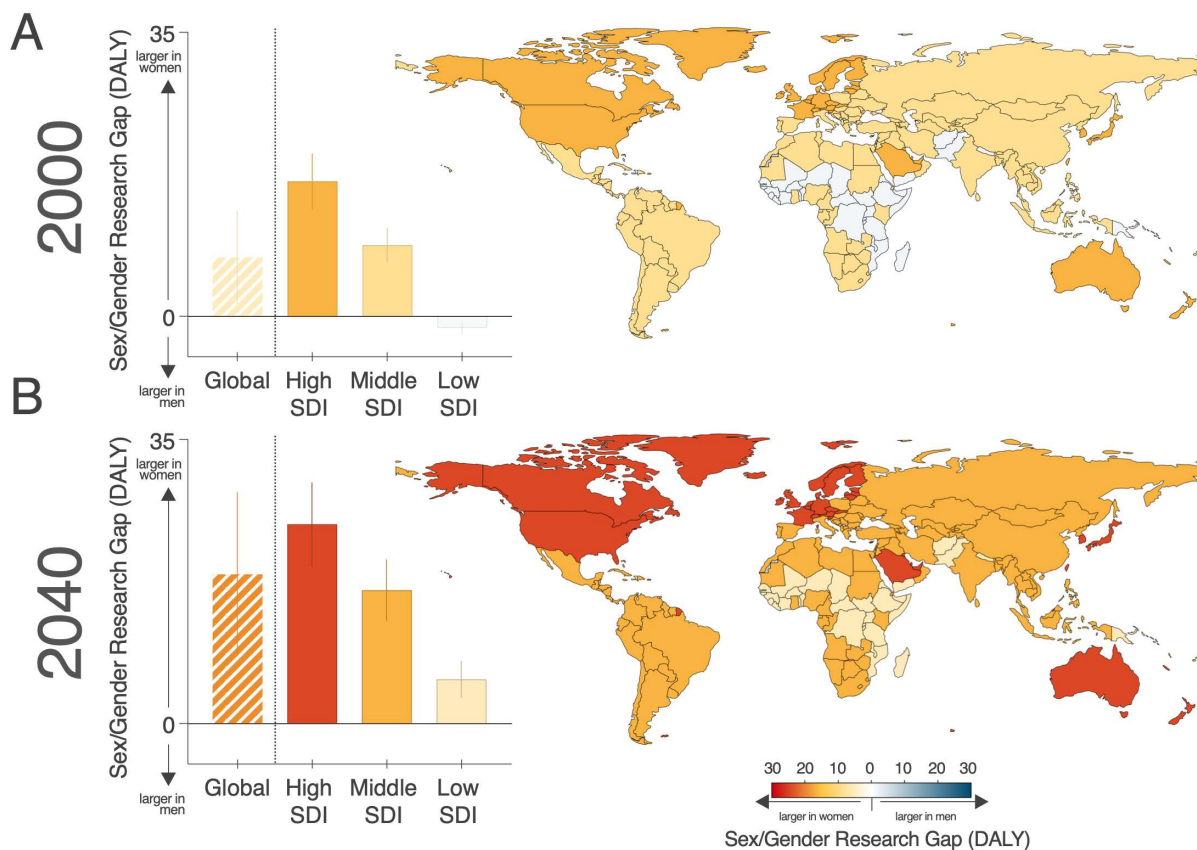 A
2000
Sex/Gender Research Gap (DALY)
35
larger in
women
0
larger in
men
Global
High
SDI
Middle
SDI
Low
SDI
B
2040
Sex/Gender Research Gap (DALY)
35
larger in
women
0
larger in
men
Global
High
SDI
Middle
SDI
Low
SDI
30 20 10 0 10 20 30
larger in women larger in men
Sex/Gender Research Gap (DALY)